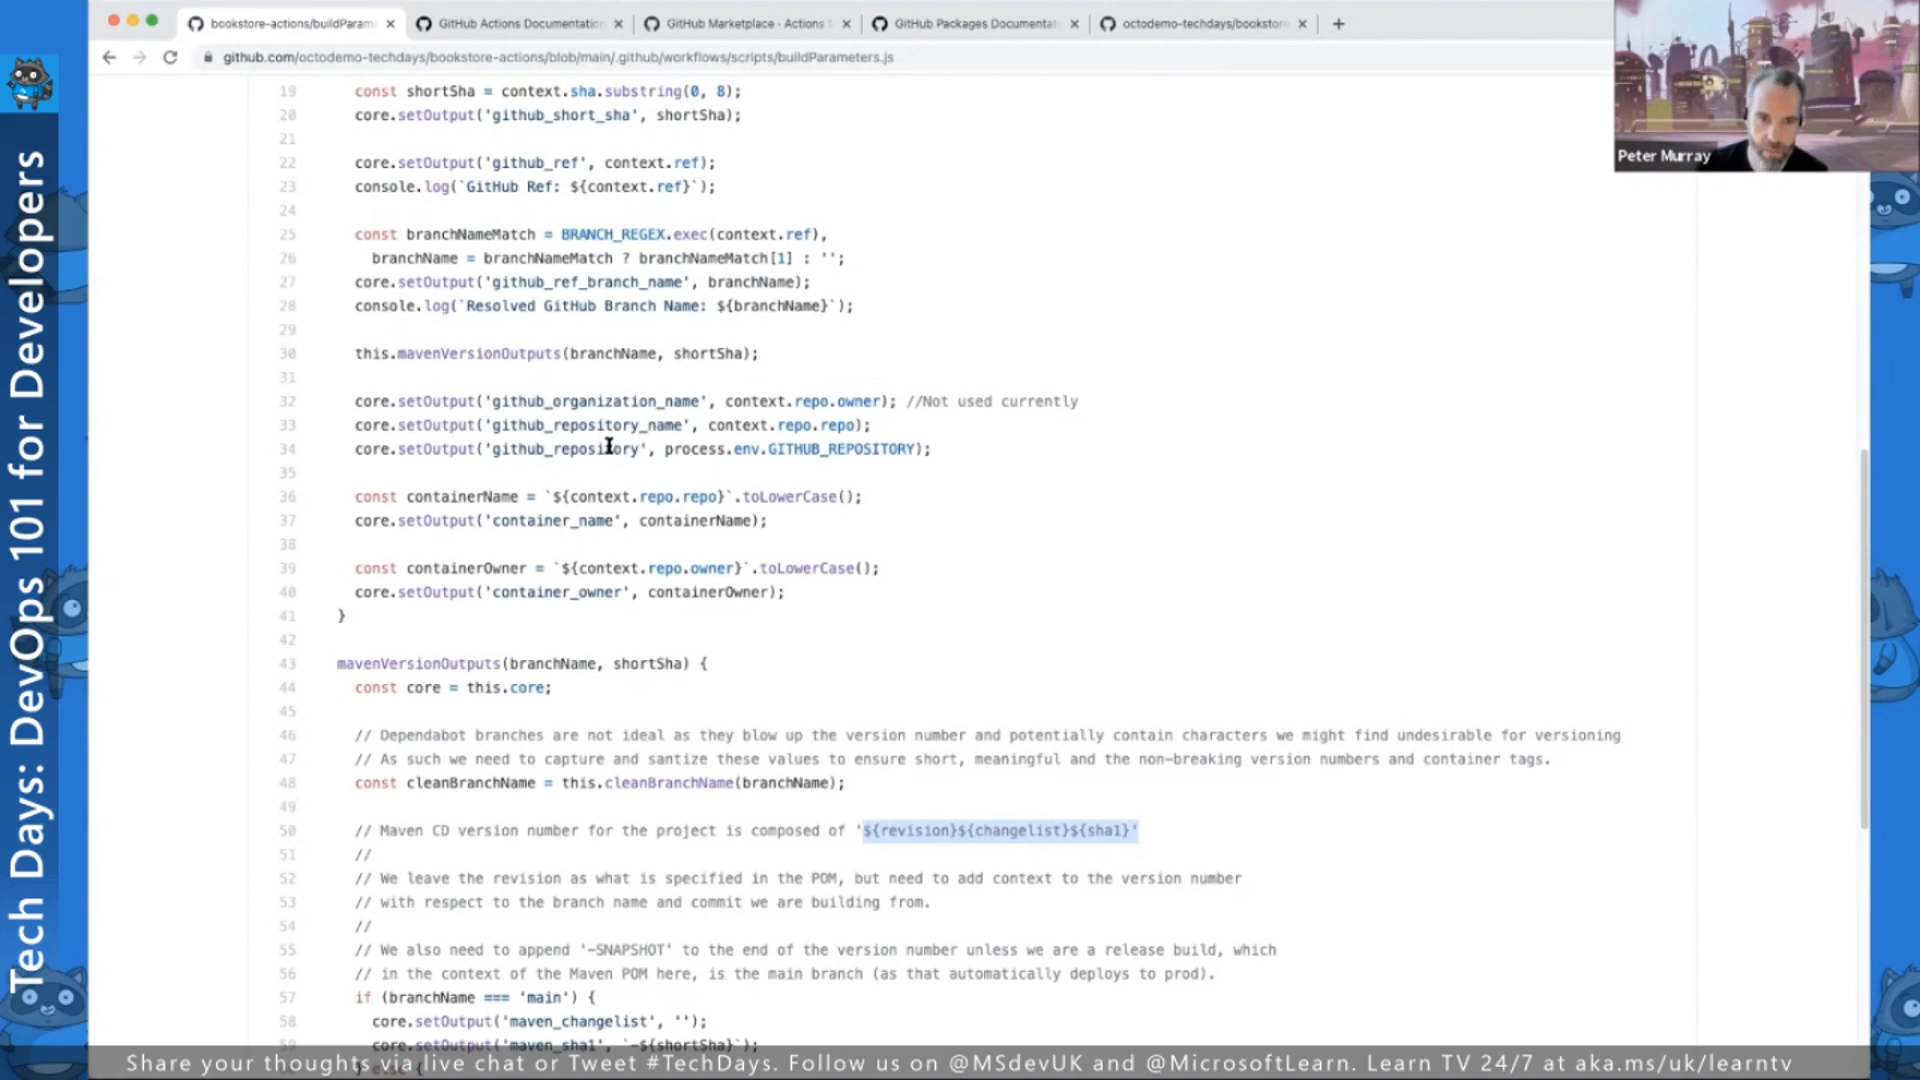 bookstore-actions/buildParam
GitHub Actions Documentation
GitHub Marketplace · Actions
GitHub Packages Documentat
octodemo-techdays/bookstore
github.com/octodemo-techdays/bookstore-actions/blob/main/.github/workflows/scripts/buildParameters.js
Peter Murray
Tech Days: DevOps 101 for Developers
19 const shortSha = context.sha.substring(0, 8);
20 core.setOutput('github_short_sha', shortSha);
21
22 core.setOutput('github_ref', context.ref);
23 console.log(`GitHub Ref: ${context.ref}`);
24
25 const branchNameMatch = BRANCH_REGEX.exec(context.ref),
26 branchName = branchNameMatch ? branchNameMatch[1] : '';
27 core.setOutput('github_ref_branch_name', branchName);
28 console.log(`Resolved GitHub Branch Name: ${branchName}`);
29
30 this.mavenVersionOutputs(branchName, shortSha);
31
32 core.setOutput('github_organization_name', context.repo.owner); //Not used currently
33 core.setOutput('github_repository_name', context.repo.repo);
34 core.setOutput('github_repository', process.env.GITHUB_REPOSITORY);
35
36 const containerName = `${context.repo.repo}`.toLowerCase();
37 core.setOutput('container_name', containerName);
38
39 const containerOwner = `${context.repo.owner}`.toLowerCase();
40 core.setOutput('container_owner', containerOwner);
41 }
42
43 mavenVersionOutputs(branchName, shortSha) {
44 const core = this.core;
45
46 // Dependabot branches are not ideal as they blow up the version number and potentially contain characters we might find undesirable for versioning
47 // As such we need to capture and santize these values to ensure short, meaningful and the non-breaking version numbers and container tags.
48 const cleanBranchName = this.cleanBranchName(branchName);
49
50 // Maven CD version number for the project is composed of '${revision}${changelist}${sha1}'
51 //
52 // We leave the revision as what is specified in the POM, but need to add context to the version number
53 // with respect to the branch name and commit we are building from.
54 //
55 // We also need to append '-SNAPSHOT' to the end of the version number unless we are a release build, which
56 // in the context of the Maven POM here, is the main branch (as that automatically deploys to prod).
57 if (branchName === 'main') {
58 core.setOutput('maven_changelist', '');
59 core.setOutput('maven_sha1', `-${shortSha}`);
Share your thoughts via live chat or Tweet #TechDays. Follow us on @MSdevUK and @MicrosoftLearn. Learn TV 24/7 at aka.ms/uk/learntv